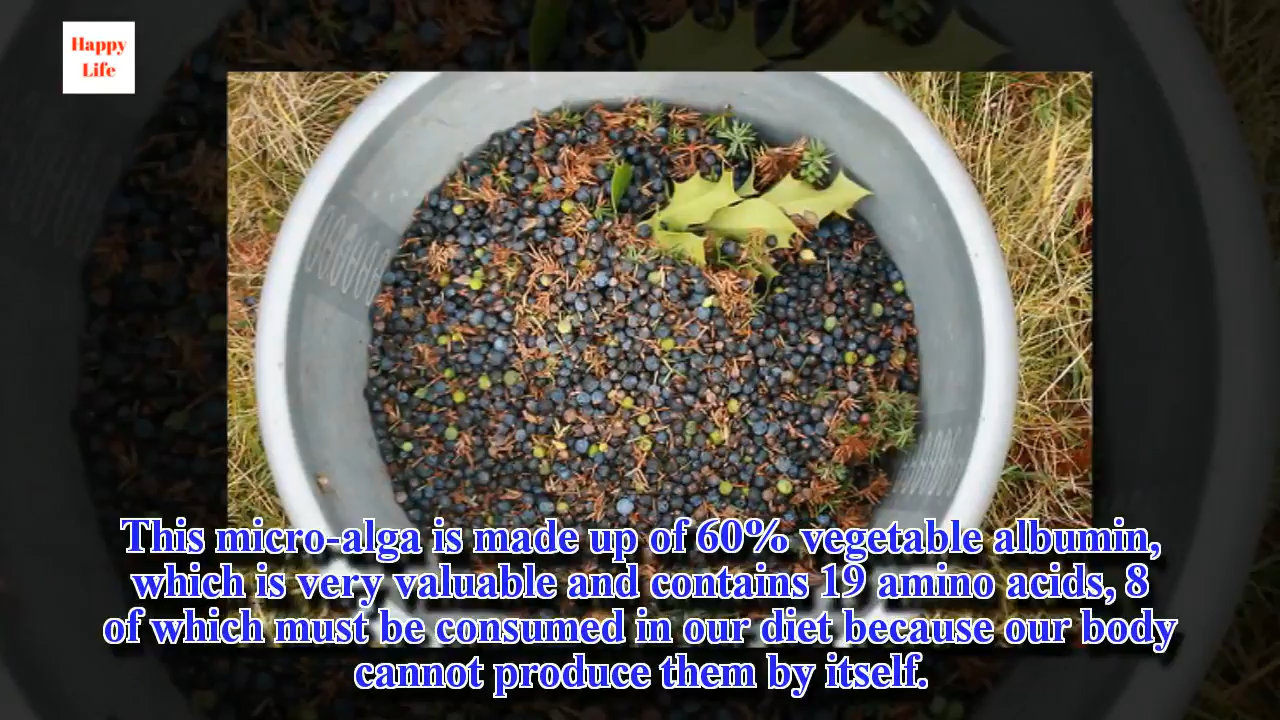 Happy
Life
This micro-alga is made up of 60% vegetable albumin,
which is very valuable and contains 19 amino acids, 8
of which must be consumed in our diet because our body
cannot produce them by itself.